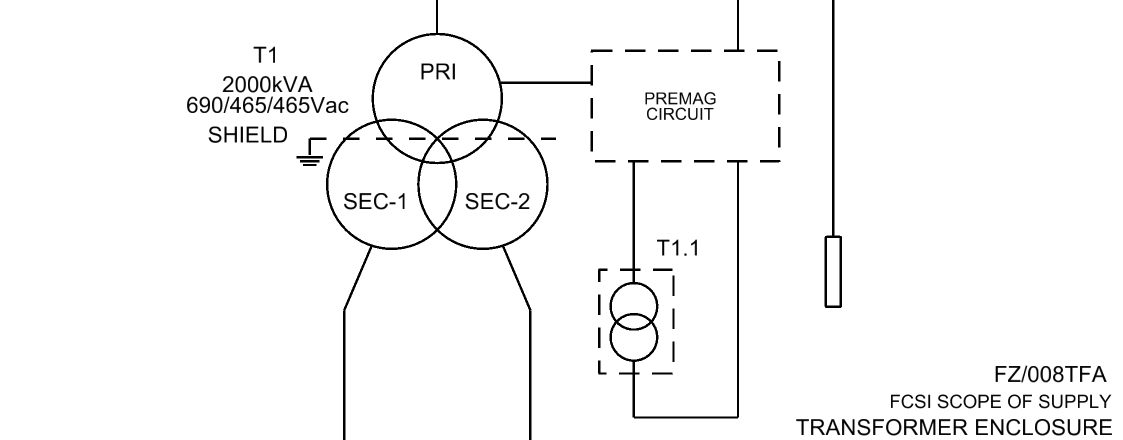 T1
2000kVA
690/465/465Vac
SHIELD
PRI
SEC-1
SEC-2
PREMAG
CIRCUIT
T1.1
FZ/008TFA
FCSI SCOPE OF SUPPLY
TRANSFORMER ENCLOSURE